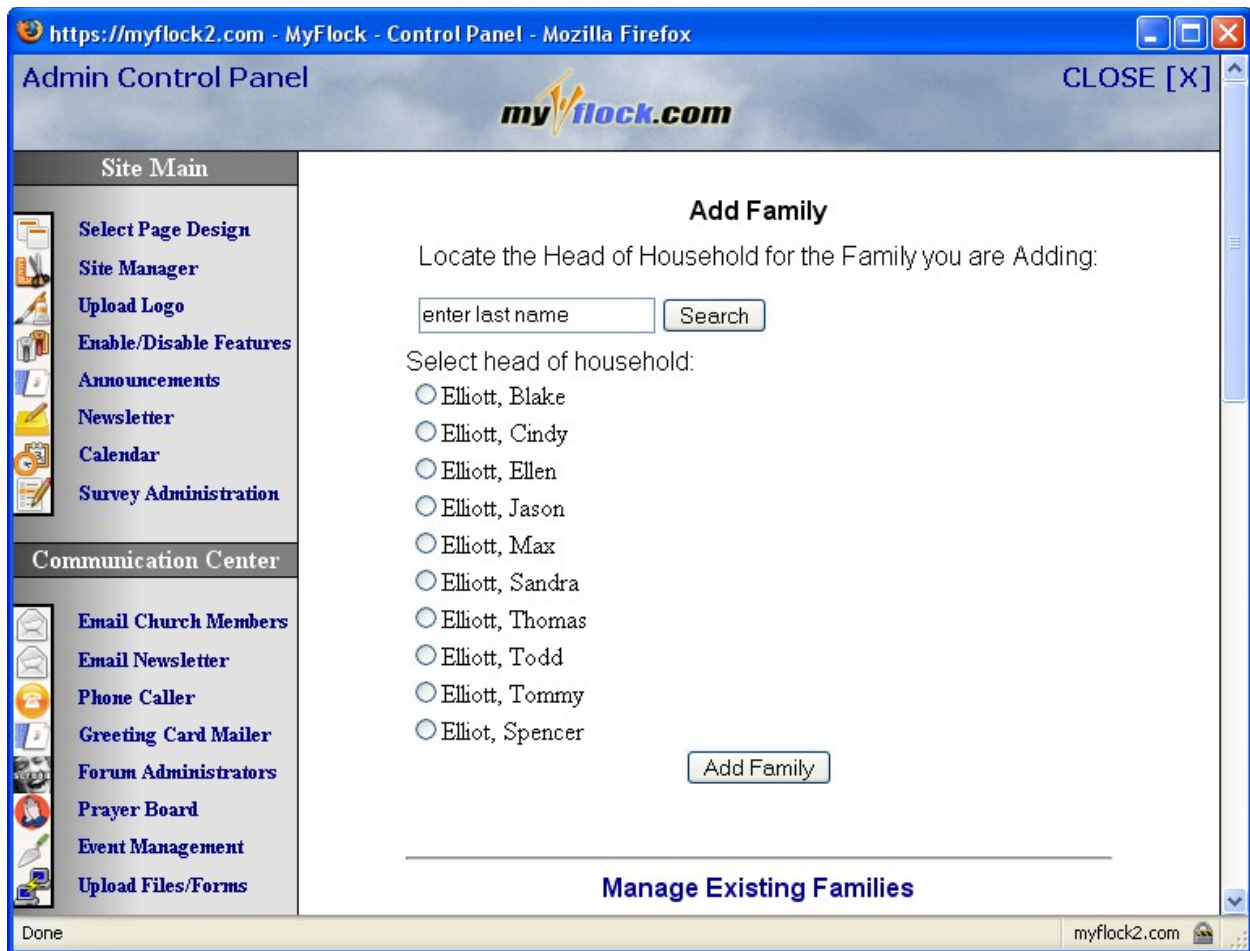 https://myflock2.com - MyFlock - Control Panel - Mozilla Firefox
Admin Control Panel
myflock.com
CLOSE [X]
Site Main
Select Page Design
Site Manager
Upload Logo
Enable/Disable Features
Announcements
Newsletter
Calendar
Survey Administration
Communication Center
Email Church Members
Email Newsletter
Phone Caller
Greeting Card Mailer
Forum Administrators
Prayer Board
Event Management
Upload Files/Forms
Add Family
Locate the Head of Household for the Family you are Adding:
enter last name Search
Select head of household:
Elliott, Blake
Elliott, Cindy
Elliott, Ellen
Elliott, Jason
Elliott, Max
Elliott, Sandra
Elliott, Thomas
Elliott, Todd
Elliott, Tommy
Elliot, Spencer
Add Family
Manage Existing Families
Done
myflock2.com